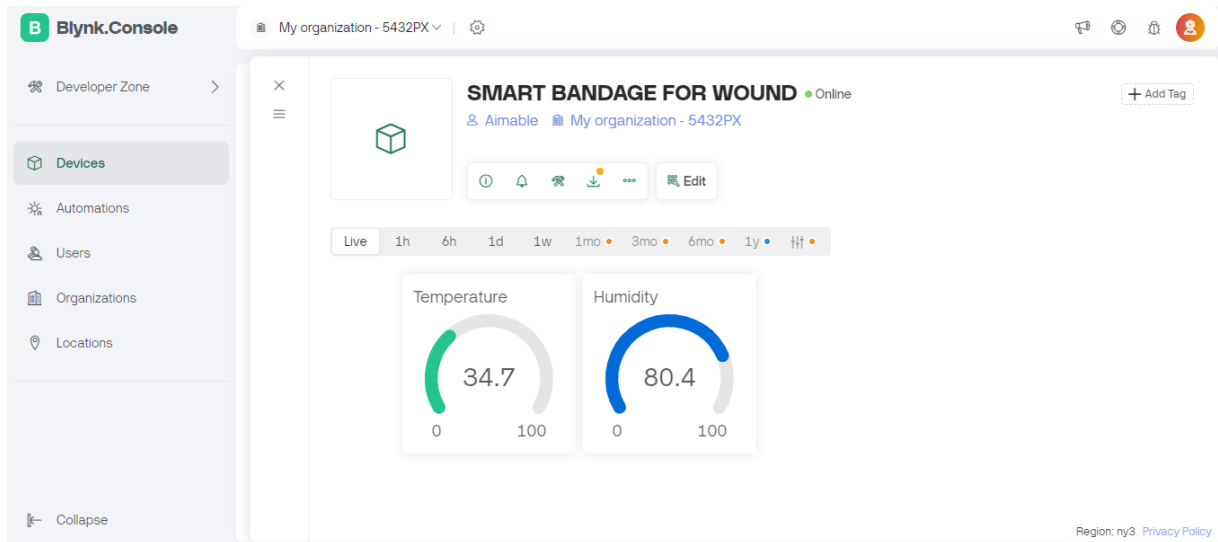 B Blynk.Console
My organization - 5432PX
Developer Zone
Devices
Automations
Users
Organizations
Locations
Collapse
SMART BANDAGE FOR WOUND Online
Add Tag
Aimable My organization - 5432PX
Edit
Live 1h 6h 1d 1w 1mo 3mo 6mo 1y
Temperature
34.7
0 100
Humidity
80.4
0 100
Region: ny3 Privacy Policy